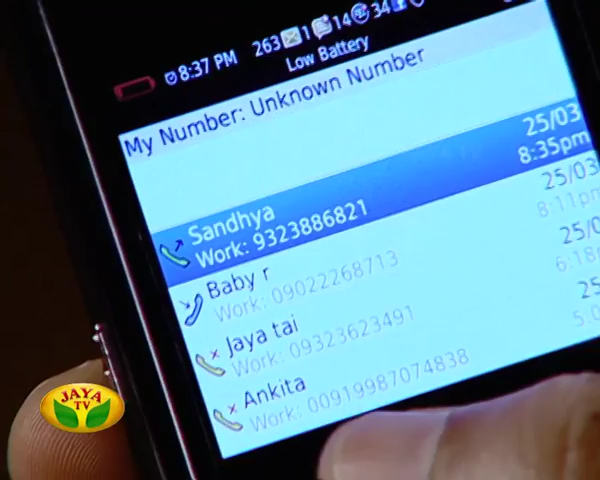 8:37 PM 263 1 14 34
Low Battery
My Number: Unknown Number
25/03
Sandhya 8:35pm
Work: 9323886821
25/03
Baby r 8:11pm
Work: 09022268713
25/0
Jaya tai 6:18
Work: 09323623491
25
Ankita 5:0
Work: 00919987074838
JAYA
TV